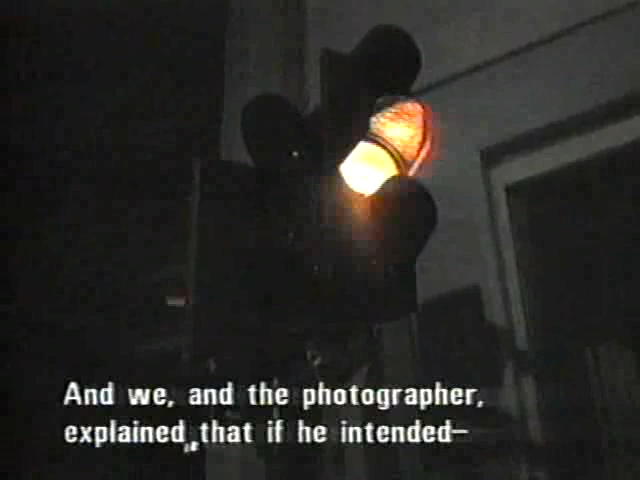 And we, and the photographer,
explained that if he intended–